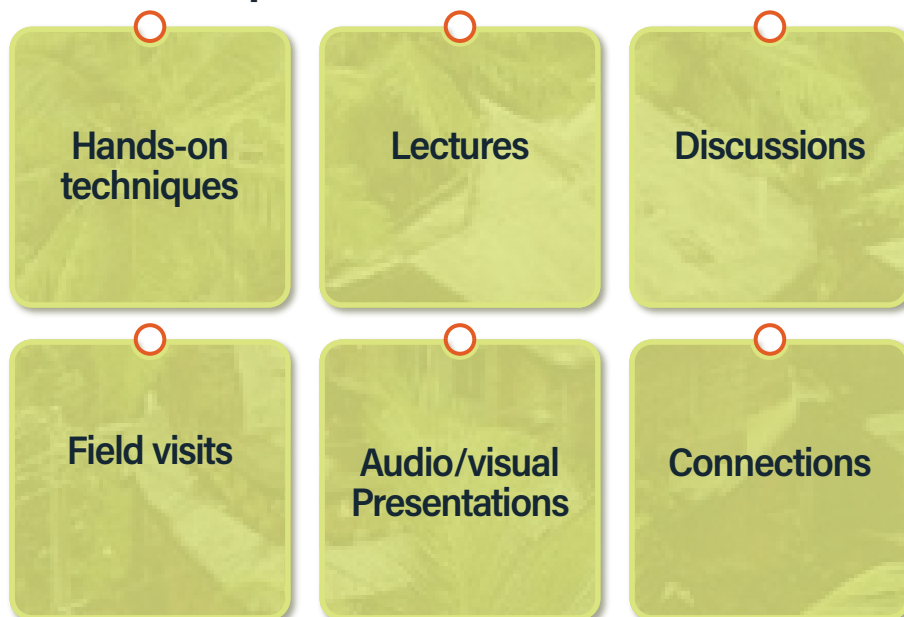 Hands-on
techniques
Lectures
Discussions
Field visits
Audio/visual
Presentations
Connections